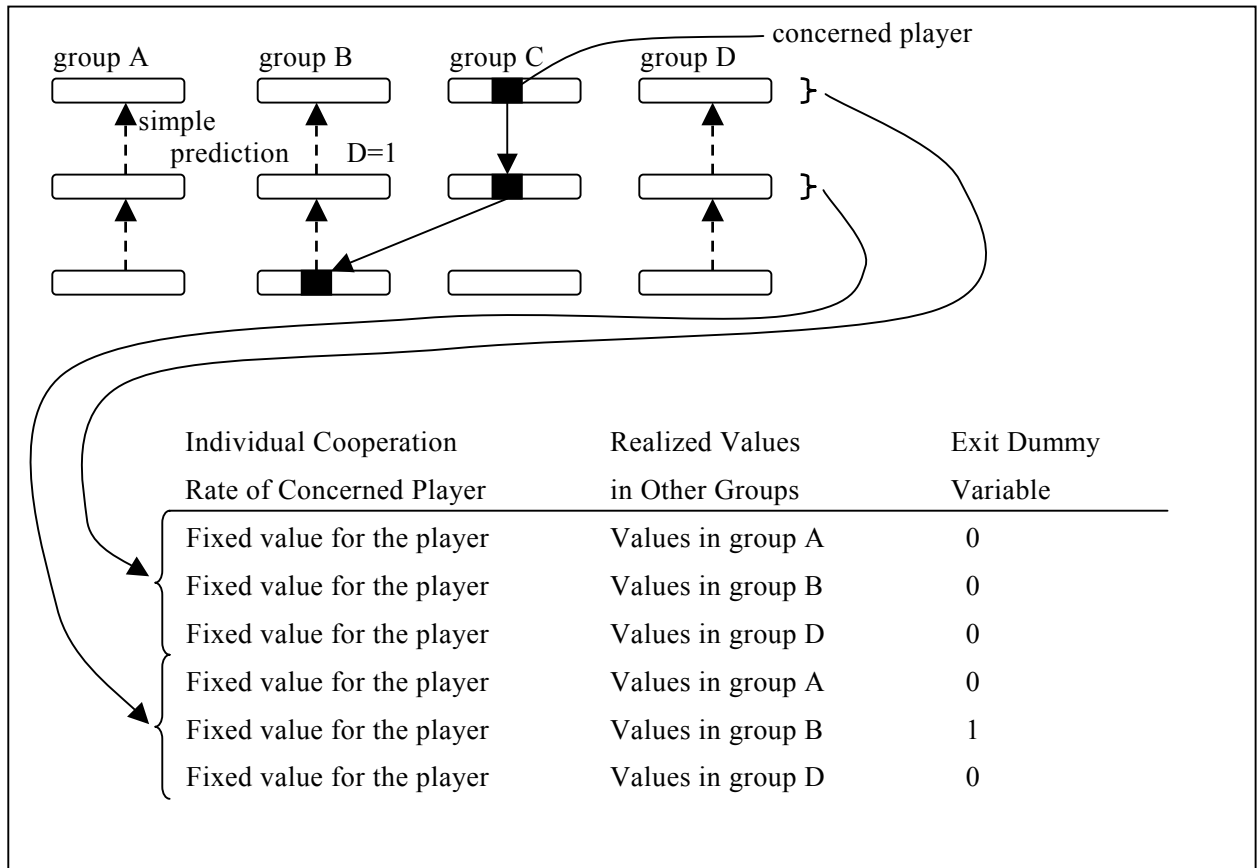 concerned player
group A group B group C group D
simple
prediction D=1
Individual Cooperation Realized Values Exit Dummy
Rate of Concerned Player in Other Groups Variable
Fixed value for the player Values in group A 0
Fixed value for the player Values in group B 0
Fixed value for the player Values in group D 0
Fixed value for the player Values in group A 0
Fixed value for the player Values in group B 1
Fixed value for the player Values in group D 0